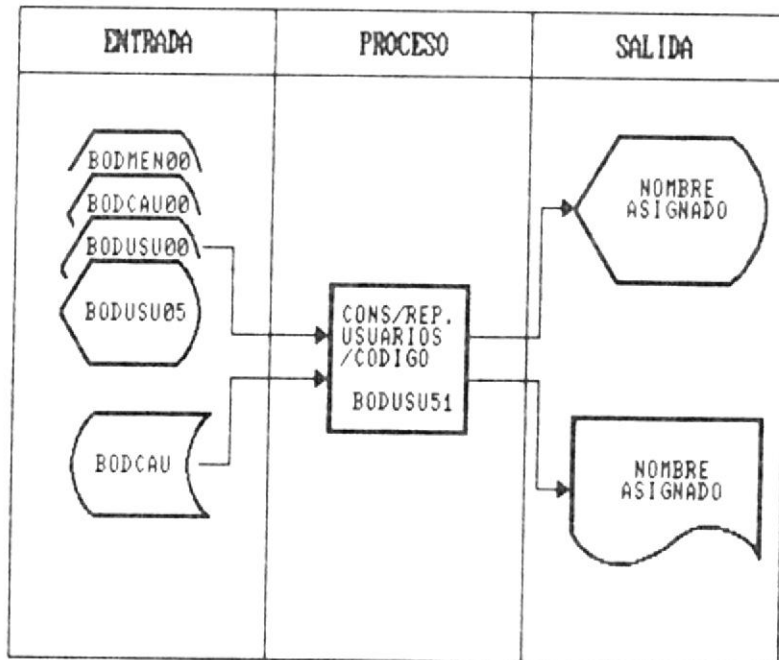 ENTRADA
PROCESO
SALIDA
BODMEN00
BODCAU00
BODUSU00
BODUSU05
BODCAU
CONS/REP.
USUARIOS
/CODIGO
BODUSU51
NOMBRE
ASIGNADO
NOMBRE
ASIGNADO